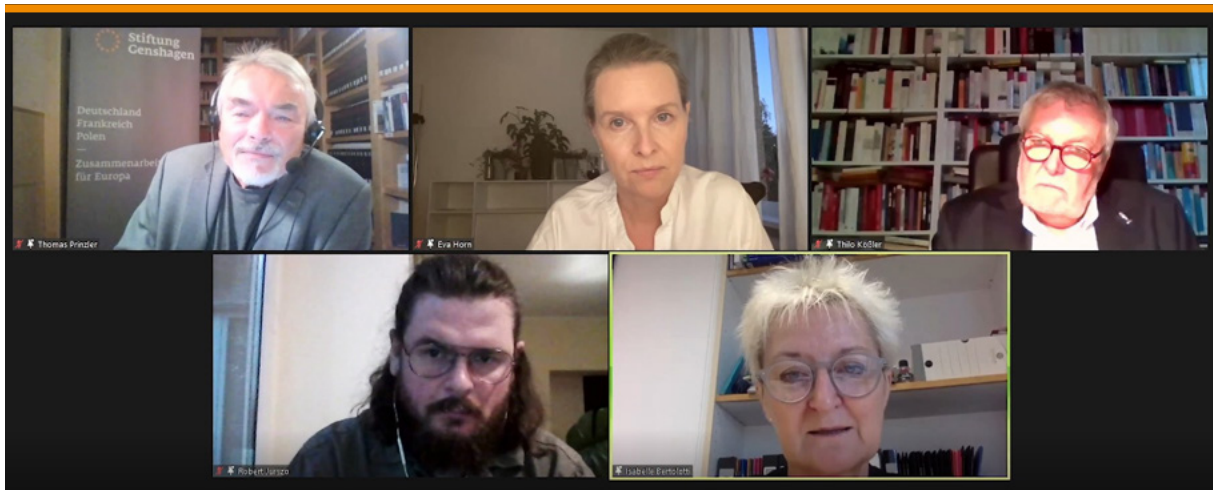 Stiftung
Genshagen
Deutschland
Frankreich
Polen
—
Zusammenarbeit
für Europa
Thomas Prinzler
Eva Horn
Thilo Kößler
Robert Jurszo
Isabelle Bertolotti